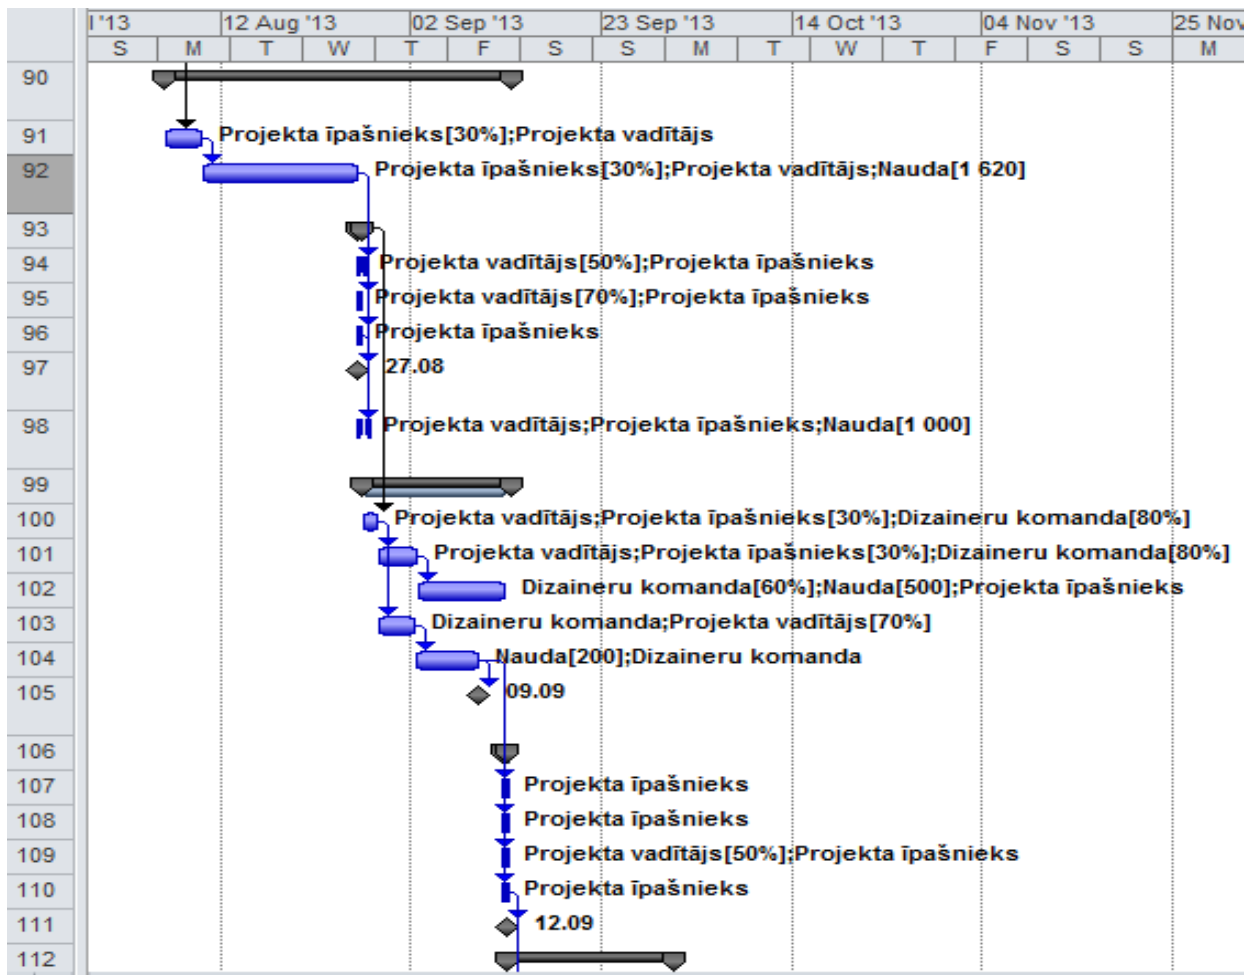 l '13 12 Aug '13 02 Sep '13 23 Sep '13 14 Oct '13 04 Nov '13 25 Nov
S M T W T F S S M T W T F S S M
90
91 Projekta īpašnieks[30%];Projekta vadītājs
92 Projekta īpašnieks[30%];Projekta vadītājs;Nauda[1 620]
93
94 Projekta vadītājs[50%];Projekta īpašnieks
95 Projekta vadītājs[70%];Projekta īpašnieks
96 Projekta īpašnieks
97 27.08
98 Projekta vadītājs;Projekta īpašnieks;Nauda[1 000]
99
100 Projekta vadītājs;Projekta īpašnieks[30%];Dizaineru komanda[80%]
101 Projekta vadītājs;Projekta īpašnieks[30%];Dizaineru komanda[80%]
102 Dizaineru komanda[60%];Nauda[500];Projekta īpašnieks
103 Dizaineru komanda;Projekta vadītājs[70%]
104 Nauda[200];Dizaineru komanda
105 09.09
106
107 Projekta īpašnieks
108 Projekta īpašnieks
109 Projekta vadītājs[50%];Projekta īpašnieks
110 Projekta īpašnieks
111 12.09
112